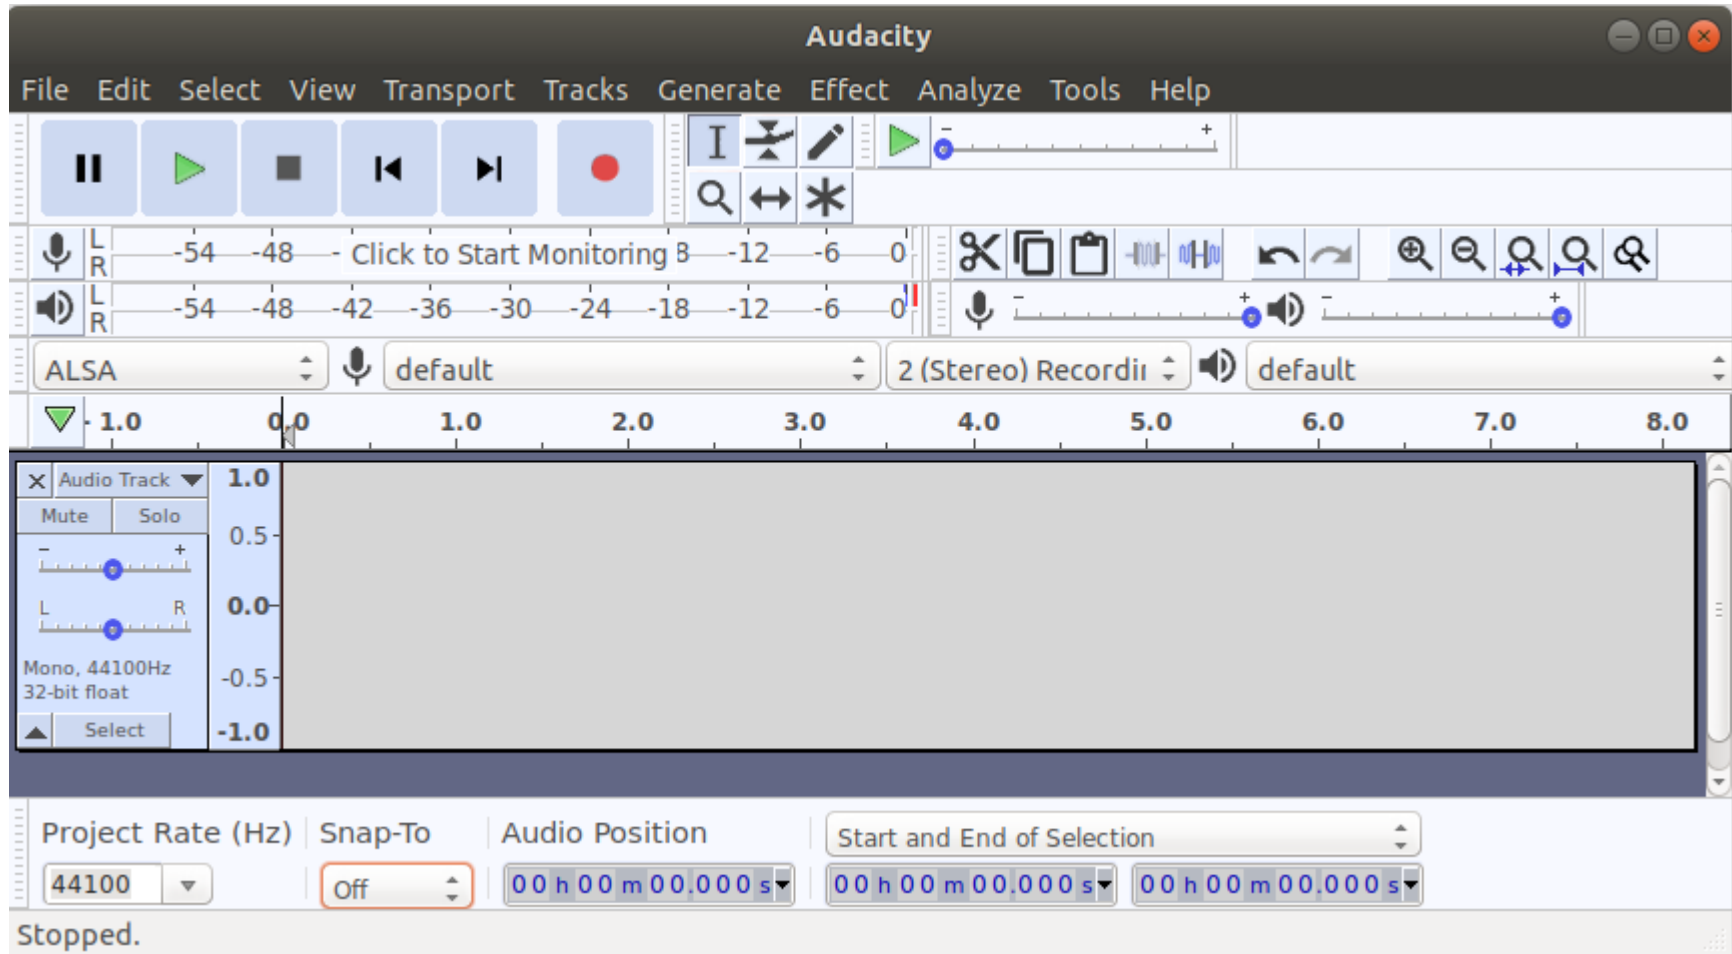 Audacity
File Edit Select View Transport Tracks Generate Effect Analyze Tools Help
- +
L R -54 -48 - Click to Start Monitoring 8 -12 -6 0
L R -54 -48 -42 -36 -30 -24 -18 -12 -6 0 - + - +
ALSA default 2 (Stereo) Recordi default
- 1.0 0.0 1.0 2.0 3.0 4.0 5.0 6.0 7.0 8.0
Audio Track 1.0
Mute Solo
0.5
- +
L R 0.0
Mono, 44100Hz
32-bit float -0.5
Select -1.0
Project Rate (Hz) Snap-To Audio Position Start and End of Selection
44100 Off 00 h 00 m 00.000 s 00 h 00 m 00.000 s 00 h 00 m 00.000 s
Stopped.